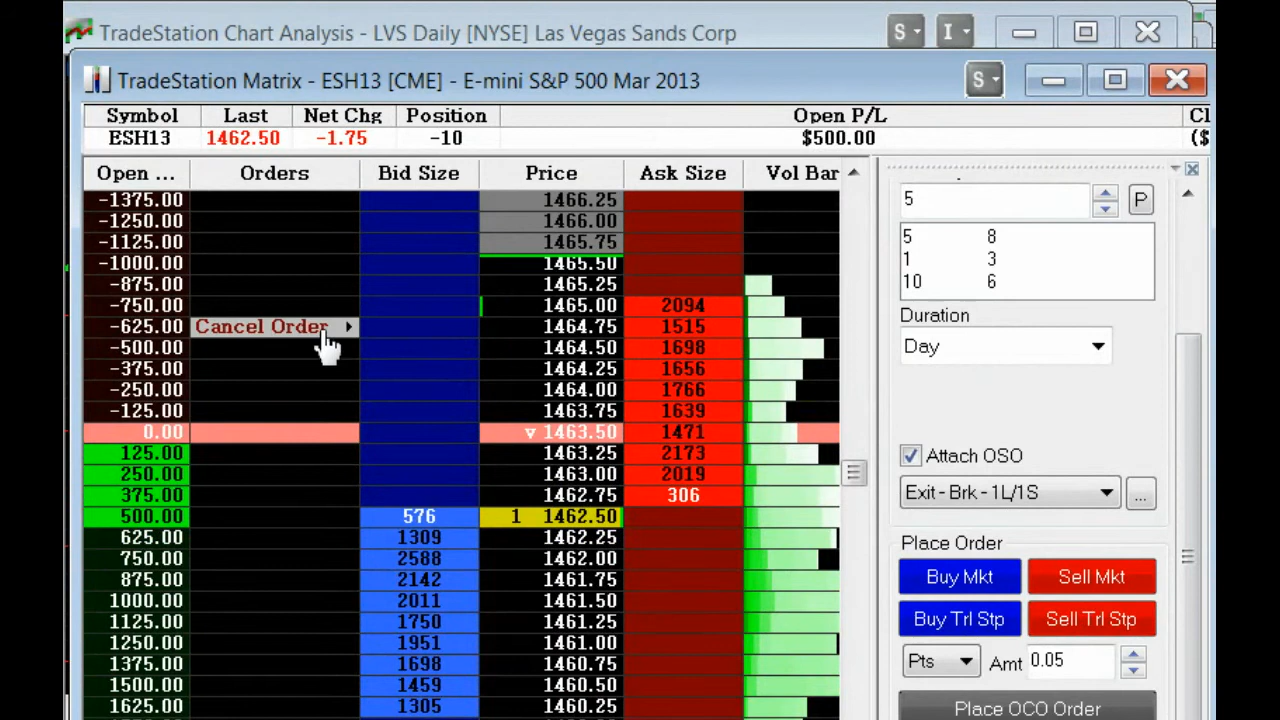 TradeStation Chart Analysis - LVS Daily [NYSE] Las Vegas Sands Corp S I
TradeStation Matrix - ESH13 [CME] - E-mini S&P 500 Mar 2013 S
Symbol Last Net Chg Position Open P/L Cl
ESH13 1462.50 -1.75 -10 $500.00 ($
Open ... Orders Bid Size Price Ask Size Vol Bar
-1375.00 1466.25
-1250.00 1466.00
-1125.00 1465.75
-1000.00 1465.50
-875.00 1465.25
-750.00 1465.00 2094
-625.00 Cancel Order 1464.75 1515
-500.00 1464.50 1698
-375.00 1464.25 1656
-250.00 1464.00 1766
-125.00 1463.75 1639
0.00 1463.50 1471
125.00 1463.25 2173
250.00 1463.00 2019
375.00 1462.75 306
500.00 576 1 1462.50
625.00 1309 1462.25
750.00 2588 1462.00
875.00 2142 1461.75
1000.00 2011 1461.50
1125.00 1750 1461.25
1250.00 1951 1461.00
1375.00 1698 1460.75
1500.00 1459 1460.50
1625.00 1305 1460.25
5 P
5 8
1 3
10 6
Duration
Day
Attach OSO
Exit - Brk - 1L/1S ...
Place Order
Buy Mkt Sell Mkt
Buy Trl Stp Sell Trl Stp
Pts Amt 0.05
Place OCO Order